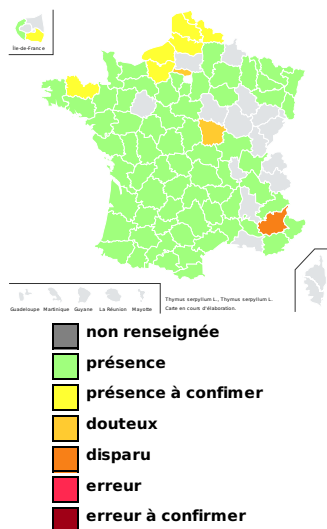 Île-de-France
Guadeloupe Martinique Guyane La Réunion Mayotte
Thymus serpyllum L., Thymus serpyllum L.
Carte en cours d'élaboration.
non renseignée
présence
présence à confimer
douteux
disparu
erreur
erreur à confirmer